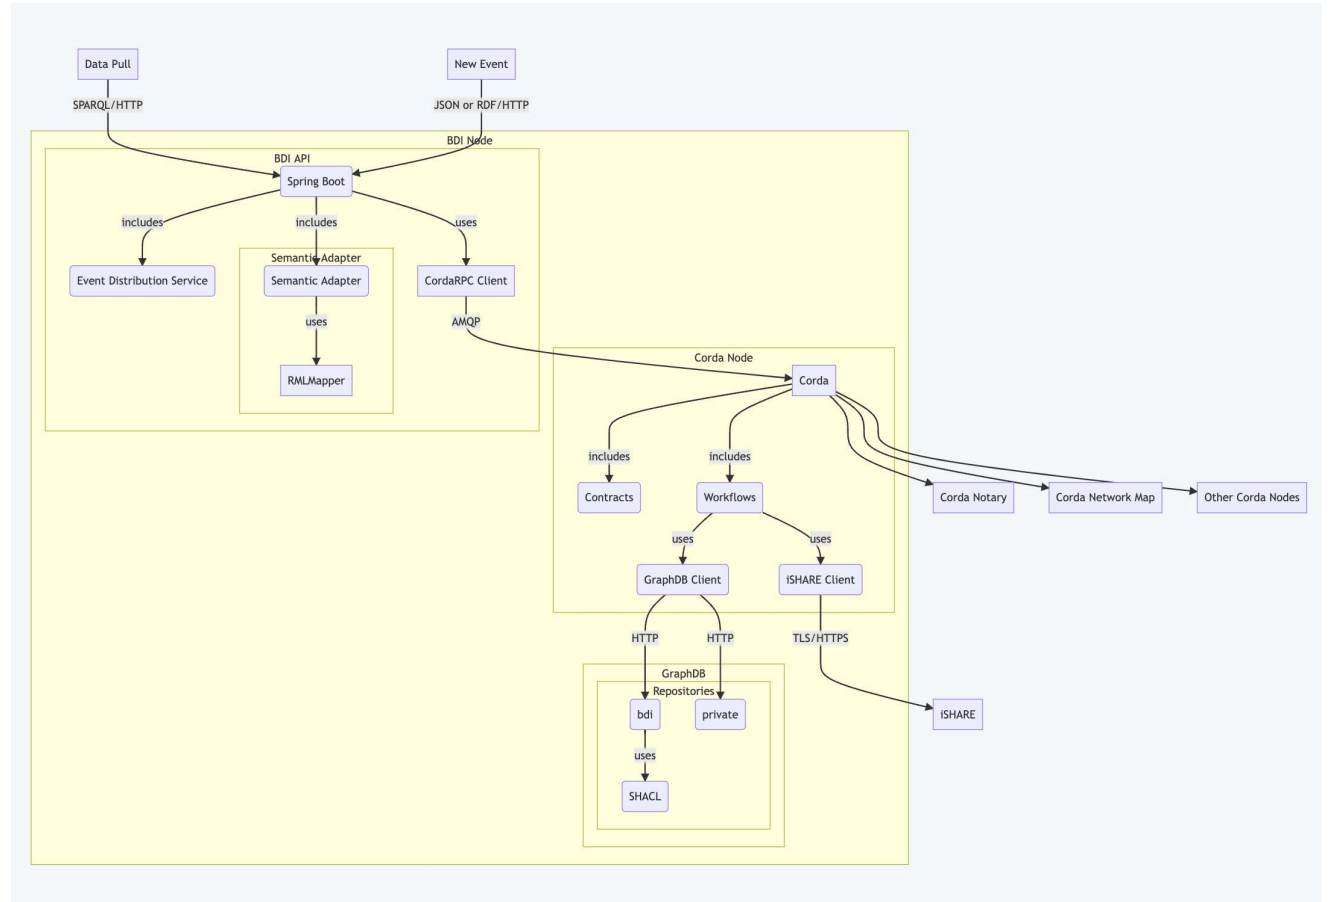 Data Pull
New Event
SPARQL/HTTP
JSON or RDF/HTTP
BDI Node
BDI API
Spring Boot
includes
includes
uses
Semantic Adapter
Event Distribution Service
Semantic Adapter
CordaRPC Client
uses
AMQP
Corda Node
RMLMapper
Corda
includes
includes
Contracts
Workflows
Corda Notary
Corda Network Map
Other Corda Nodes
uses
uses
GraphDB Client
iSHARE Client
HTTP
HTTP
TLS/HTTPS
GraphDB
Repositories
bdi
private
iSHARE
uses
SHACL